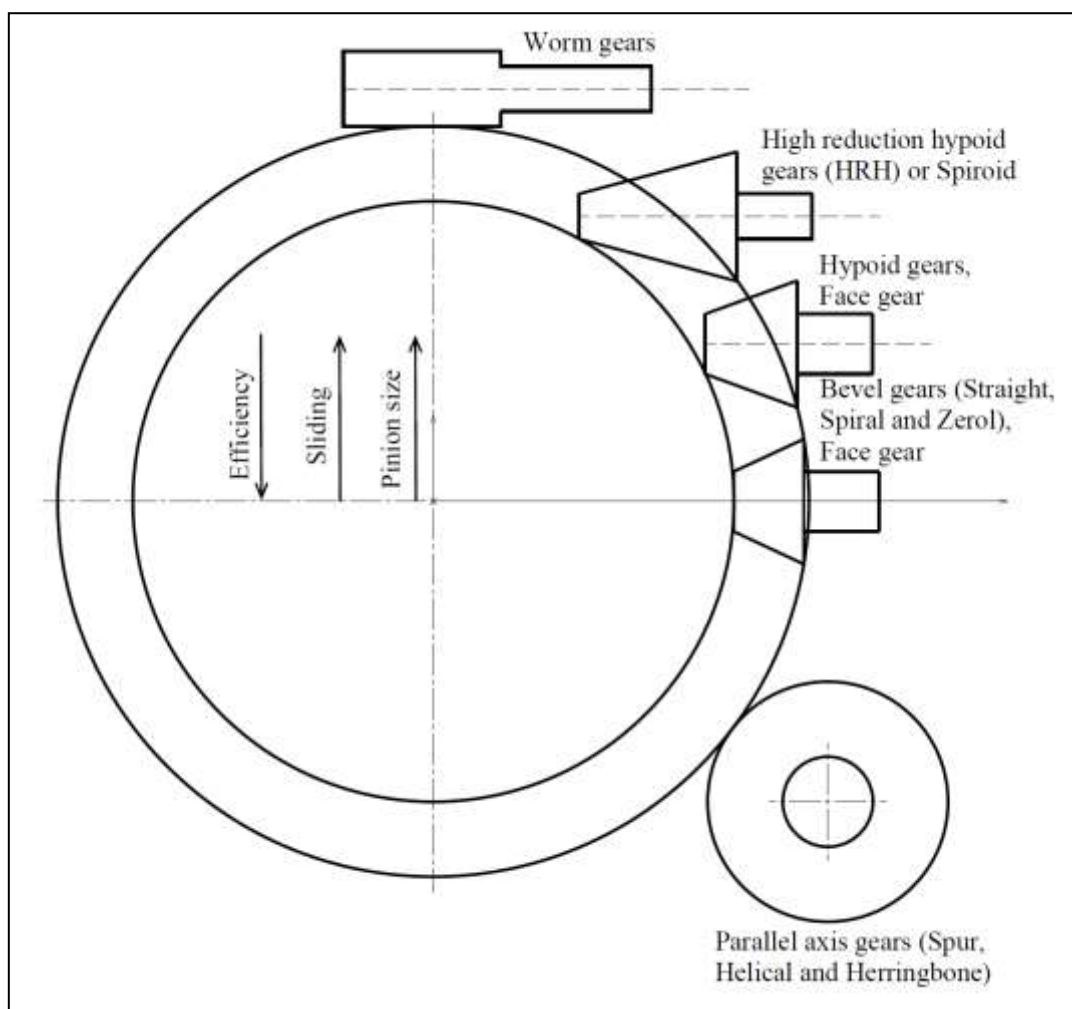 Worm gears
High reduction hypoid
gears (HRH) or Spiroid
Hypoid gears,
Face gear
Bevel gears (Straight,
Spiral and Zerol),
Face gear
Efficiency
Sliding
Pinion size
Parallel axis gears (Spur,
Helical and Herringbone)